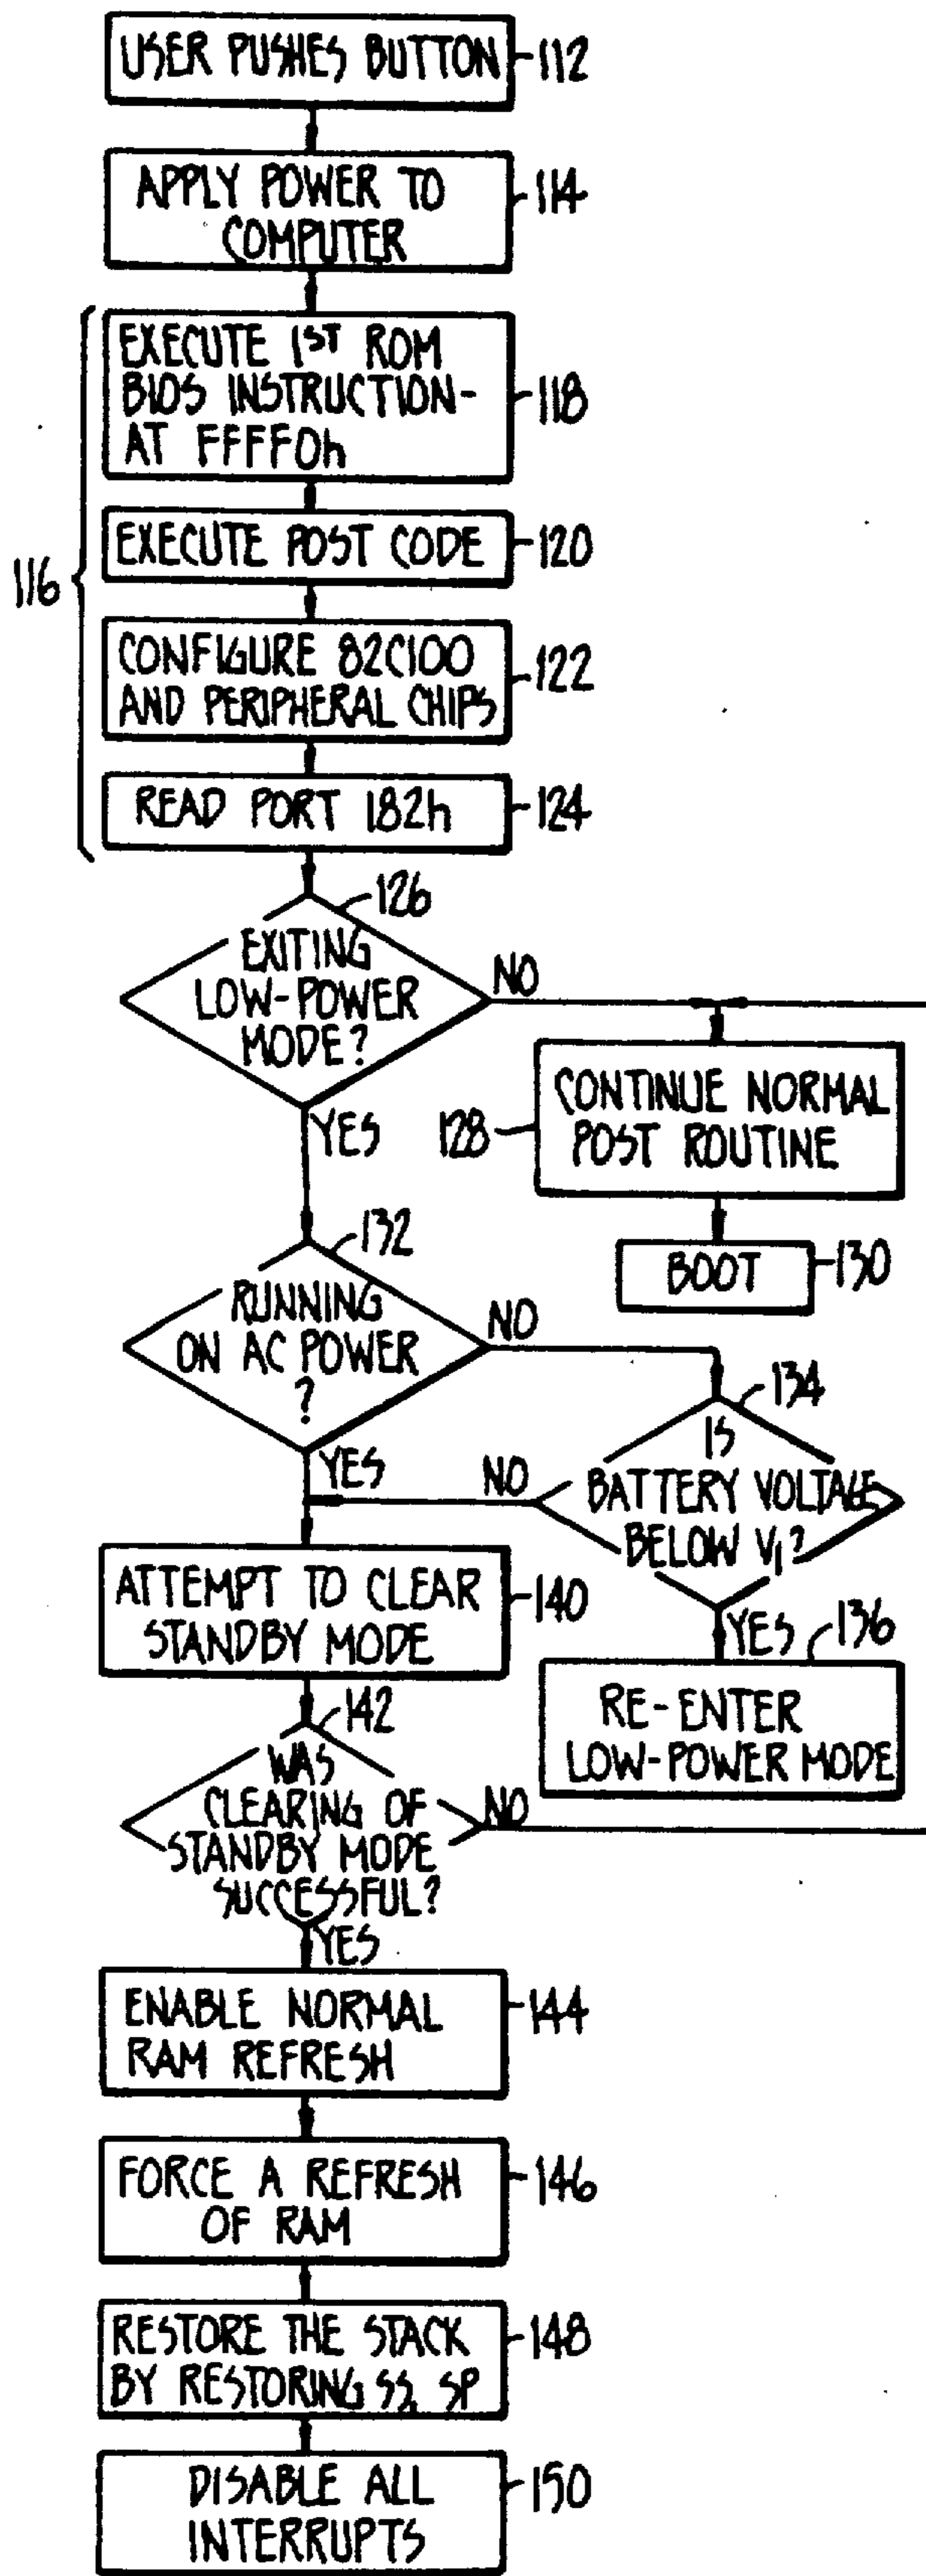 USER PUSHES BUTTON
112
APPLY POWER TO
COMPUTER
114
116
EXECUTE 1ST ROM
BIOS INSTRUCTION-
AT FFFF0h
118
EXECUTE POST CODE
120
CONFIGURE 82C100
AND PERIPHERAL CHIPS
122
READ PORT 182h
124
126
EXITING
LOW-POWER
MODE?
NO
YES
128
CONTINUE NORMAL
POST ROUTINE
BOOT
130
132
RUNNING
ON AC POWER
?
NO
YES
134
IS
BATTERY VOLTAGE
BELOW V1?
NO
YES
136
RE-ENTER
LOW-POWER MODE
ATTEMPT TO CLEAR
STANDBY MODE
140
142
WAS
CLEARING OF
STANDBY MODE
SUCCESSFUL?
NO
YES
ENABLE NORMAL
RAM REFRESH
144
FORCE A REFRESH
OF RAM
146
RESTORE THE STACK
BY RESTORING SS, SP
148
DISABLE ALL
INTERRUPTS
150